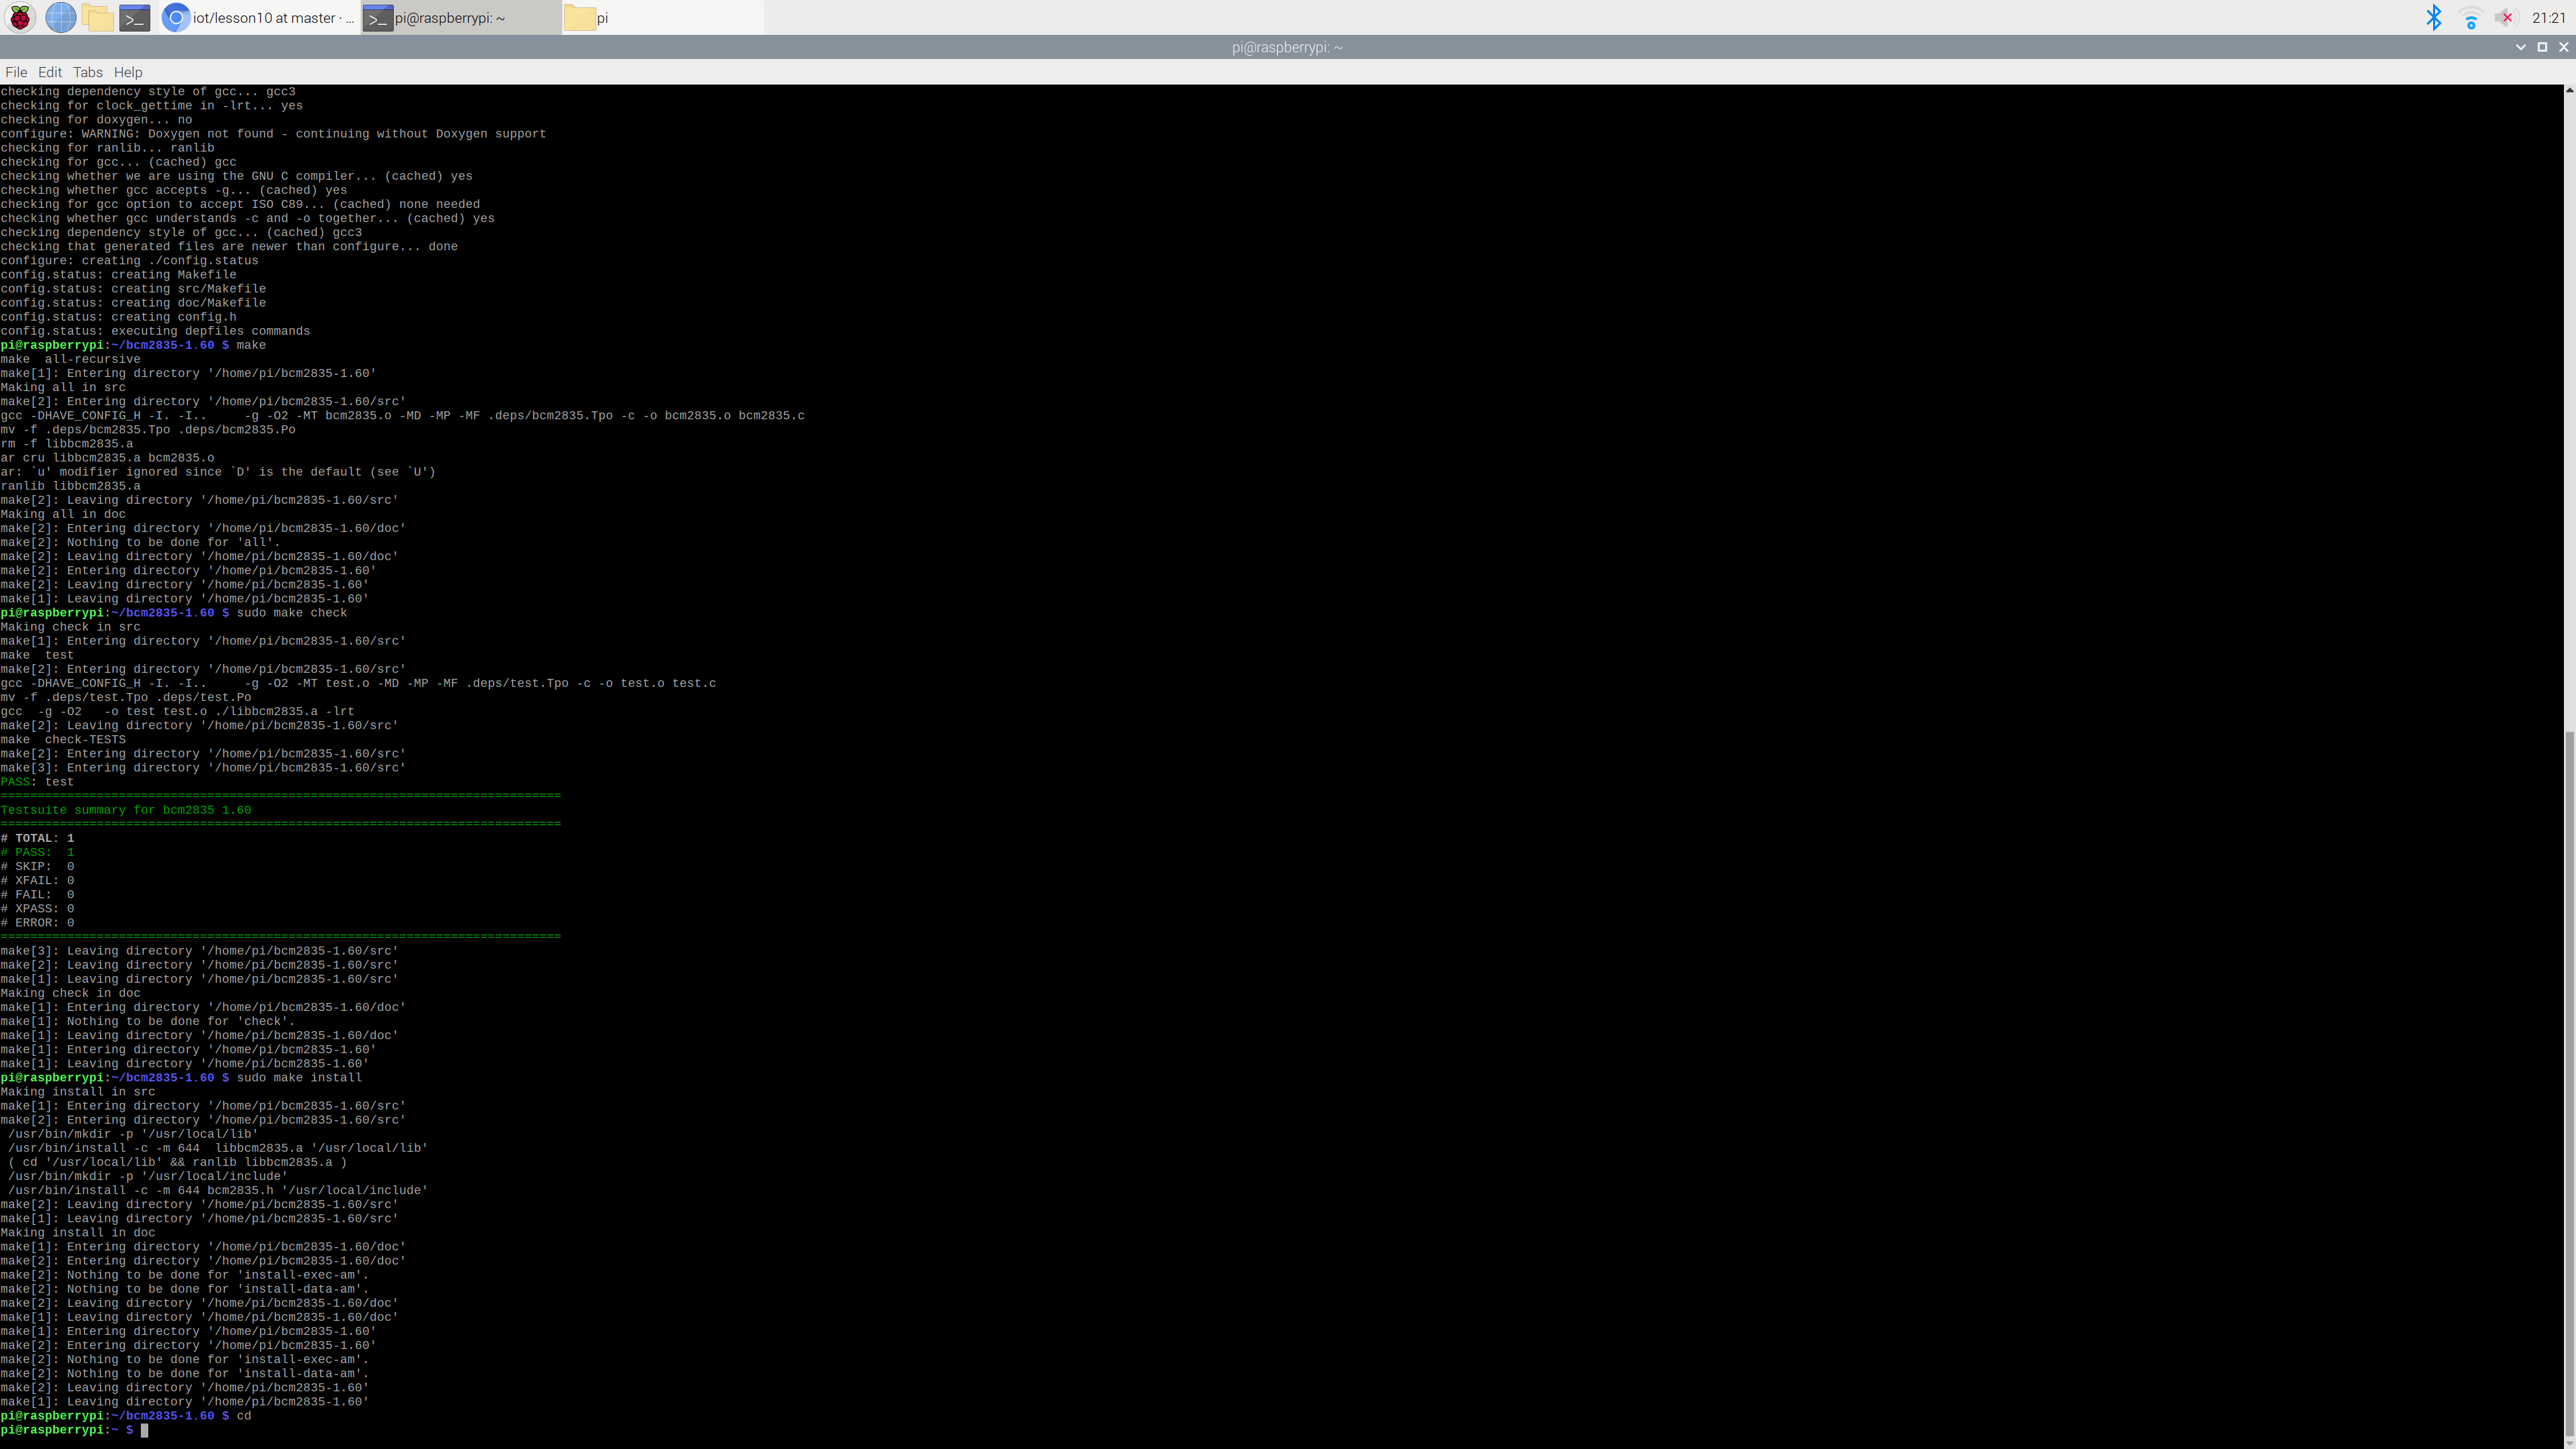 iot/lesson10 at master · ...
pi@raspberrypi: ~
pi
21:21
pi@raspberrypi: ~
File Edit Tabs Help
checking dependency style of gcc... gcc3
checking for clock_gettime in -lrt... yes
checking for doxygen... no
configure: WARNING: Doxygen not found - continuing without Doxygen support
checking for ranlib... ranlib
checking for gcc... (cached) gcc
checking whether we are using the GNU C compiler... (cached) yes
checking whether gcc accepts -g... (cached) yes
checking for gcc option to accept ISO C89... (cached) none needed
checking whether gcc understands -c and -o together... (cached) yes
checking dependency style of gcc... (cached) gcc3
checking that generated files are newer than configure... done
configure: creating ./config.status
config.status: creating Makefile
config.status: creating src/Makefile
config.status: creating doc/Makefile
config.status: creating config.h
config.status: executing depfiles commands
pi@raspberrypi:~/bcm2835-1.60 $ make
make  all-recursive
make[1]: Entering directory '/home/pi/bcm2835-1.60'
Making all in src
make[2]: Entering directory '/home/pi/bcm2835-1.60/src'
gcc -DHAVE_CONFIG_H -I. -I..     -g -O2 -MT bcm2835.o -MD -MP -MF .deps/bcm2835.Tpo -c -o bcm2835.o bcm2835.c
mv -f .deps/bcm2835.Tpo .deps/bcm2835.Po
rm -f libbcm2835.a
ar cru libbcm2835.a bcm2835.o
ar: `u' modifier ignored since `D' is the default (see `U')
ranlib libbcm2835.a
make[2]: Leaving directory '/home/pi/bcm2835-1.60/src'
Making all in doc
make[2]: Entering directory '/home/pi/bcm2835-1.60/doc'
make[2]: Nothing to be done for 'all'.
make[2]: Leaving directory '/home/pi/bcm2835-1.60/doc'
make[2]: Entering directory '/home/pi/bcm2835-1.60'
make[2]: Leaving directory '/home/pi/bcm2835-1.60'
make[1]: Leaving directory '/home/pi/bcm2835-1.60'
pi@raspberrypi:~/bcm2835-1.60 $ sudo make check
Making check in src
make[1]: Entering directory '/home/pi/bcm2835-1.60/src'
make  test
make[2]: Entering directory '/home/pi/bcm2835-1.60/src'
gcc -DHAVE_CONFIG_H -I. -I..     -g -O2 -MT test.o -MD -MP -MF .deps/test.Tpo -c -o test.o test.c
mv -f .deps/test.Tpo .deps/test.Po
gcc  -g -O2   -o test test.o ./libbcm2835.a -lrt
make[2]: Leaving directory '/home/pi/bcm2835-1.60/src'
make  check-TESTS
make[2]: Entering directory '/home/pi/bcm2835-1.60/src'
make[3]: Entering directory '/home/pi/bcm2835-1.60/src'
PASS: test
============================================================================
Testsuite summary for bcm2835 1.60
============================================================================
# TOTAL: 1
# PASS:  1
# SKIP:  0
# XFAIL: 0
# FAIL:  0
# XPASS: 0
# ERROR: 0
============================================================================
make[3]: Leaving directory '/home/pi/bcm2835-1.60/src'
make[2]: Leaving directory '/home/pi/bcm2835-1.60/src'
make[1]: Leaving directory '/home/pi/bcm2835-1.60/src'
Making check in doc
make[1]: Entering directory '/home/pi/bcm2835-1.60/doc'
make[1]: Nothing to be done for 'check'.
make[1]: Leaving directory '/home/pi/bcm2835-1.60/doc'
make[1]: Entering directory '/home/pi/bcm2835-1.60'
make[1]: Leaving directory '/home/pi/bcm2835-1.60'
pi@raspberrypi:~/bcm2835-1.60 $ sudo make install
Making install in src
make[1]: Entering directory '/home/pi/bcm2835-1.60/src'
make[2]: Entering directory '/home/pi/bcm2835-1.60/src'
 /usr/bin/mkdir -p '/usr/local/lib'
 /usr/bin/install -c -m 644  libbcm2835.a '/usr/local/lib'
 ( cd '/usr/local/lib' && ranlib libbcm2835.a )
 /usr/bin/mkdir -p '/usr/local/include'
 /usr/bin/install -c -m 644 bcm2835.h '/usr/local/include'
make[2]: Leaving directory '/home/pi/bcm2835-1.60/src'
make[1]: Leaving directory '/home/pi/bcm2835-1.60/src'
Making install in doc
make[1]: Entering directory '/home/pi/bcm2835-1.60/doc'
make[2]: Entering directory '/home/pi/bcm2835-1.60/doc'
make[2]: Nothing to be done for 'install-exec-am'.
make[2]: Nothing to be done for 'install-data-am'.
make[2]: Leaving directory '/home/pi/bcm2835-1.60/doc'
make[1]: Leaving directory '/home/pi/bcm2835-1.60/doc'
make[1]: Entering directory '/home/pi/bcm2835-1.60'
make[2]: Entering directory '/home/pi/bcm2835-1.60'
make[2]: Nothing to be done for 'install-exec-am'.
make[2]: Nothing to be done for 'install-data-am'.
make[2]: Leaving directory '/home/pi/bcm2835-1.60'
make[1]: Leaving directory '/home/pi/bcm2835-1.60'
pi@raspberrypi:~/bcm2835-1.60 $ cd
pi@raspberrypi:~ $